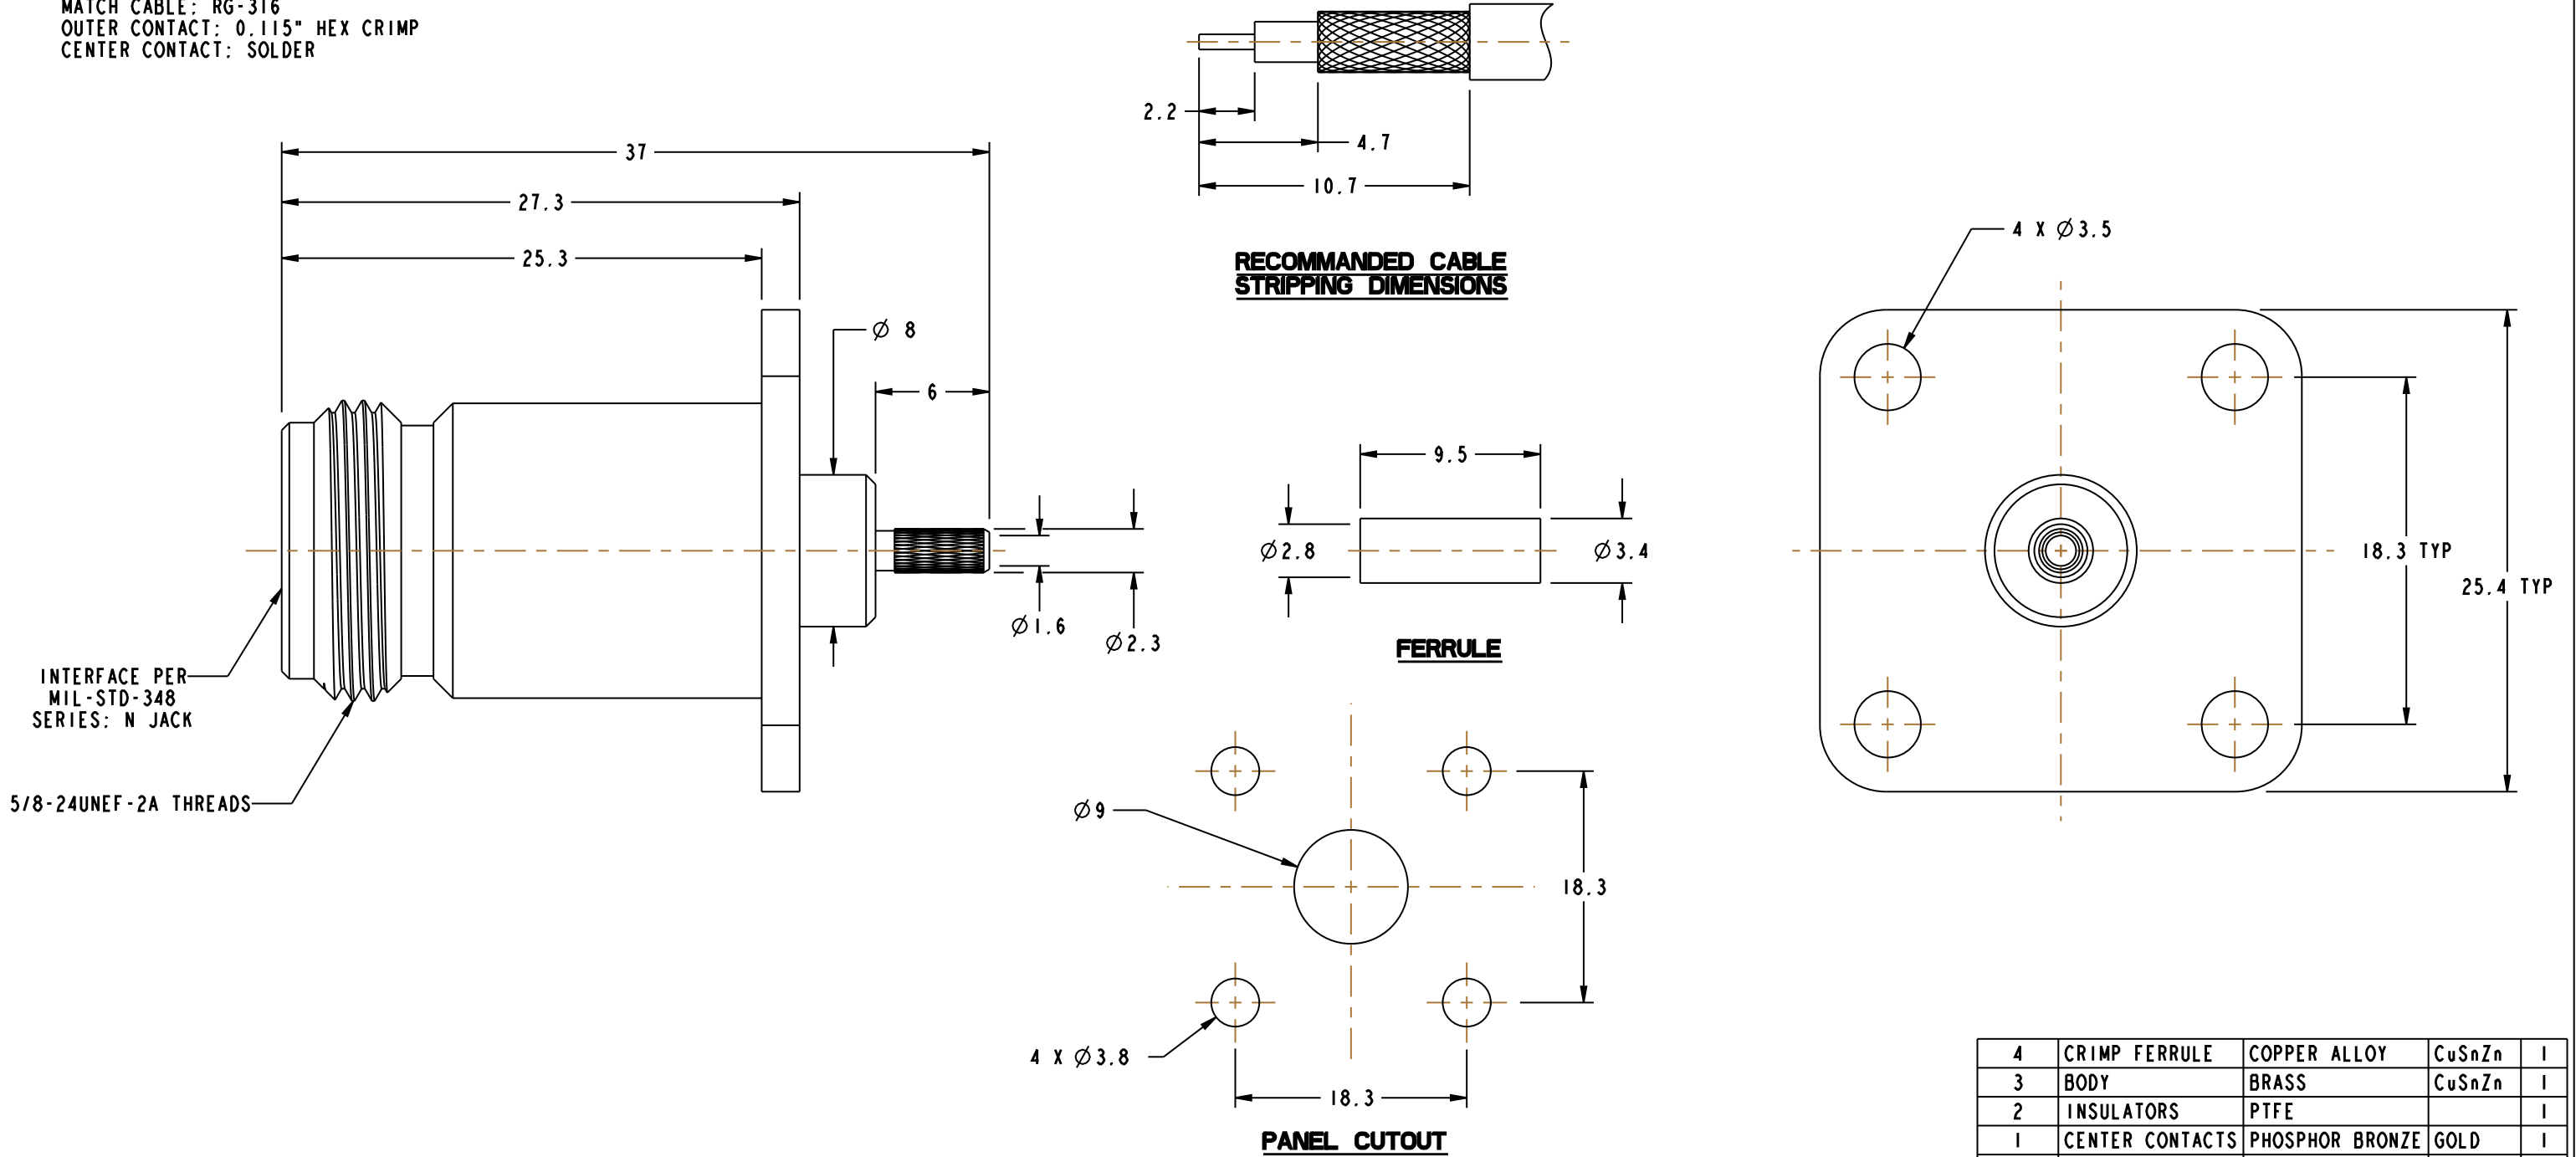 MATCH CABLE: RG-316
OUTER CONTACT: 0.115" HEX CRIMP
CENTER CONTACT: SOLDER
2.2
4.7
10.7
RECOMMANDED CABLE
STRIPPING DIMENSIONS
37
27.3
25.3
Ø 8
6
Ø1.6
Ø2.3
INTERFACE PER
MIL-STD-348
SERIES: N JACK
5/8-24UNEF-2A THREADS
9.5
Ø2.8
Ø3.4
FERRULE
Ø9
18.3
4 X Ø3.8
18.3
PANEL CUTOUT
4 X Ø3.5
18.3 TYP
25.4 TYP
4 CRIMP FERRULE COPPER ALLOY CuSnZn 1
3 BODY BRASS CuSnZn 1
2 INSULATORS PTFE 1
1 CENTER CONTACTS PHOSPHOR BRONZE GOLD 1